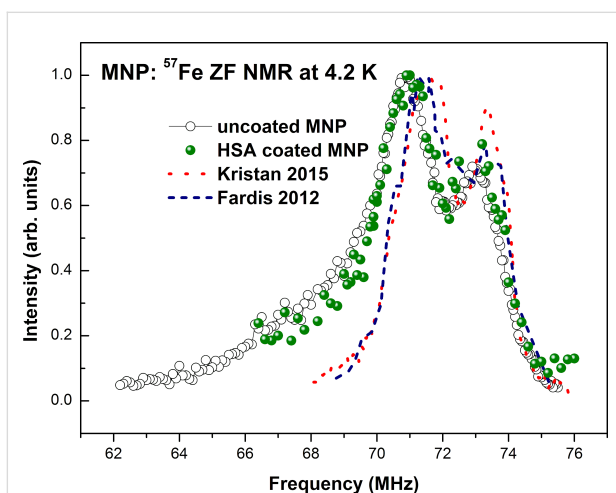 MNP: ⁵⁷Fe ZF NMR at 4.2 K
uncoated MNP
HSA coated MNP
Kristan 2015
Fardis 2012
Intensity (arb. units)
1.0
0.8
0.6
0.4
0.2
0.0
62 64 66 68 70 72 74 76
Frequency (MHz)